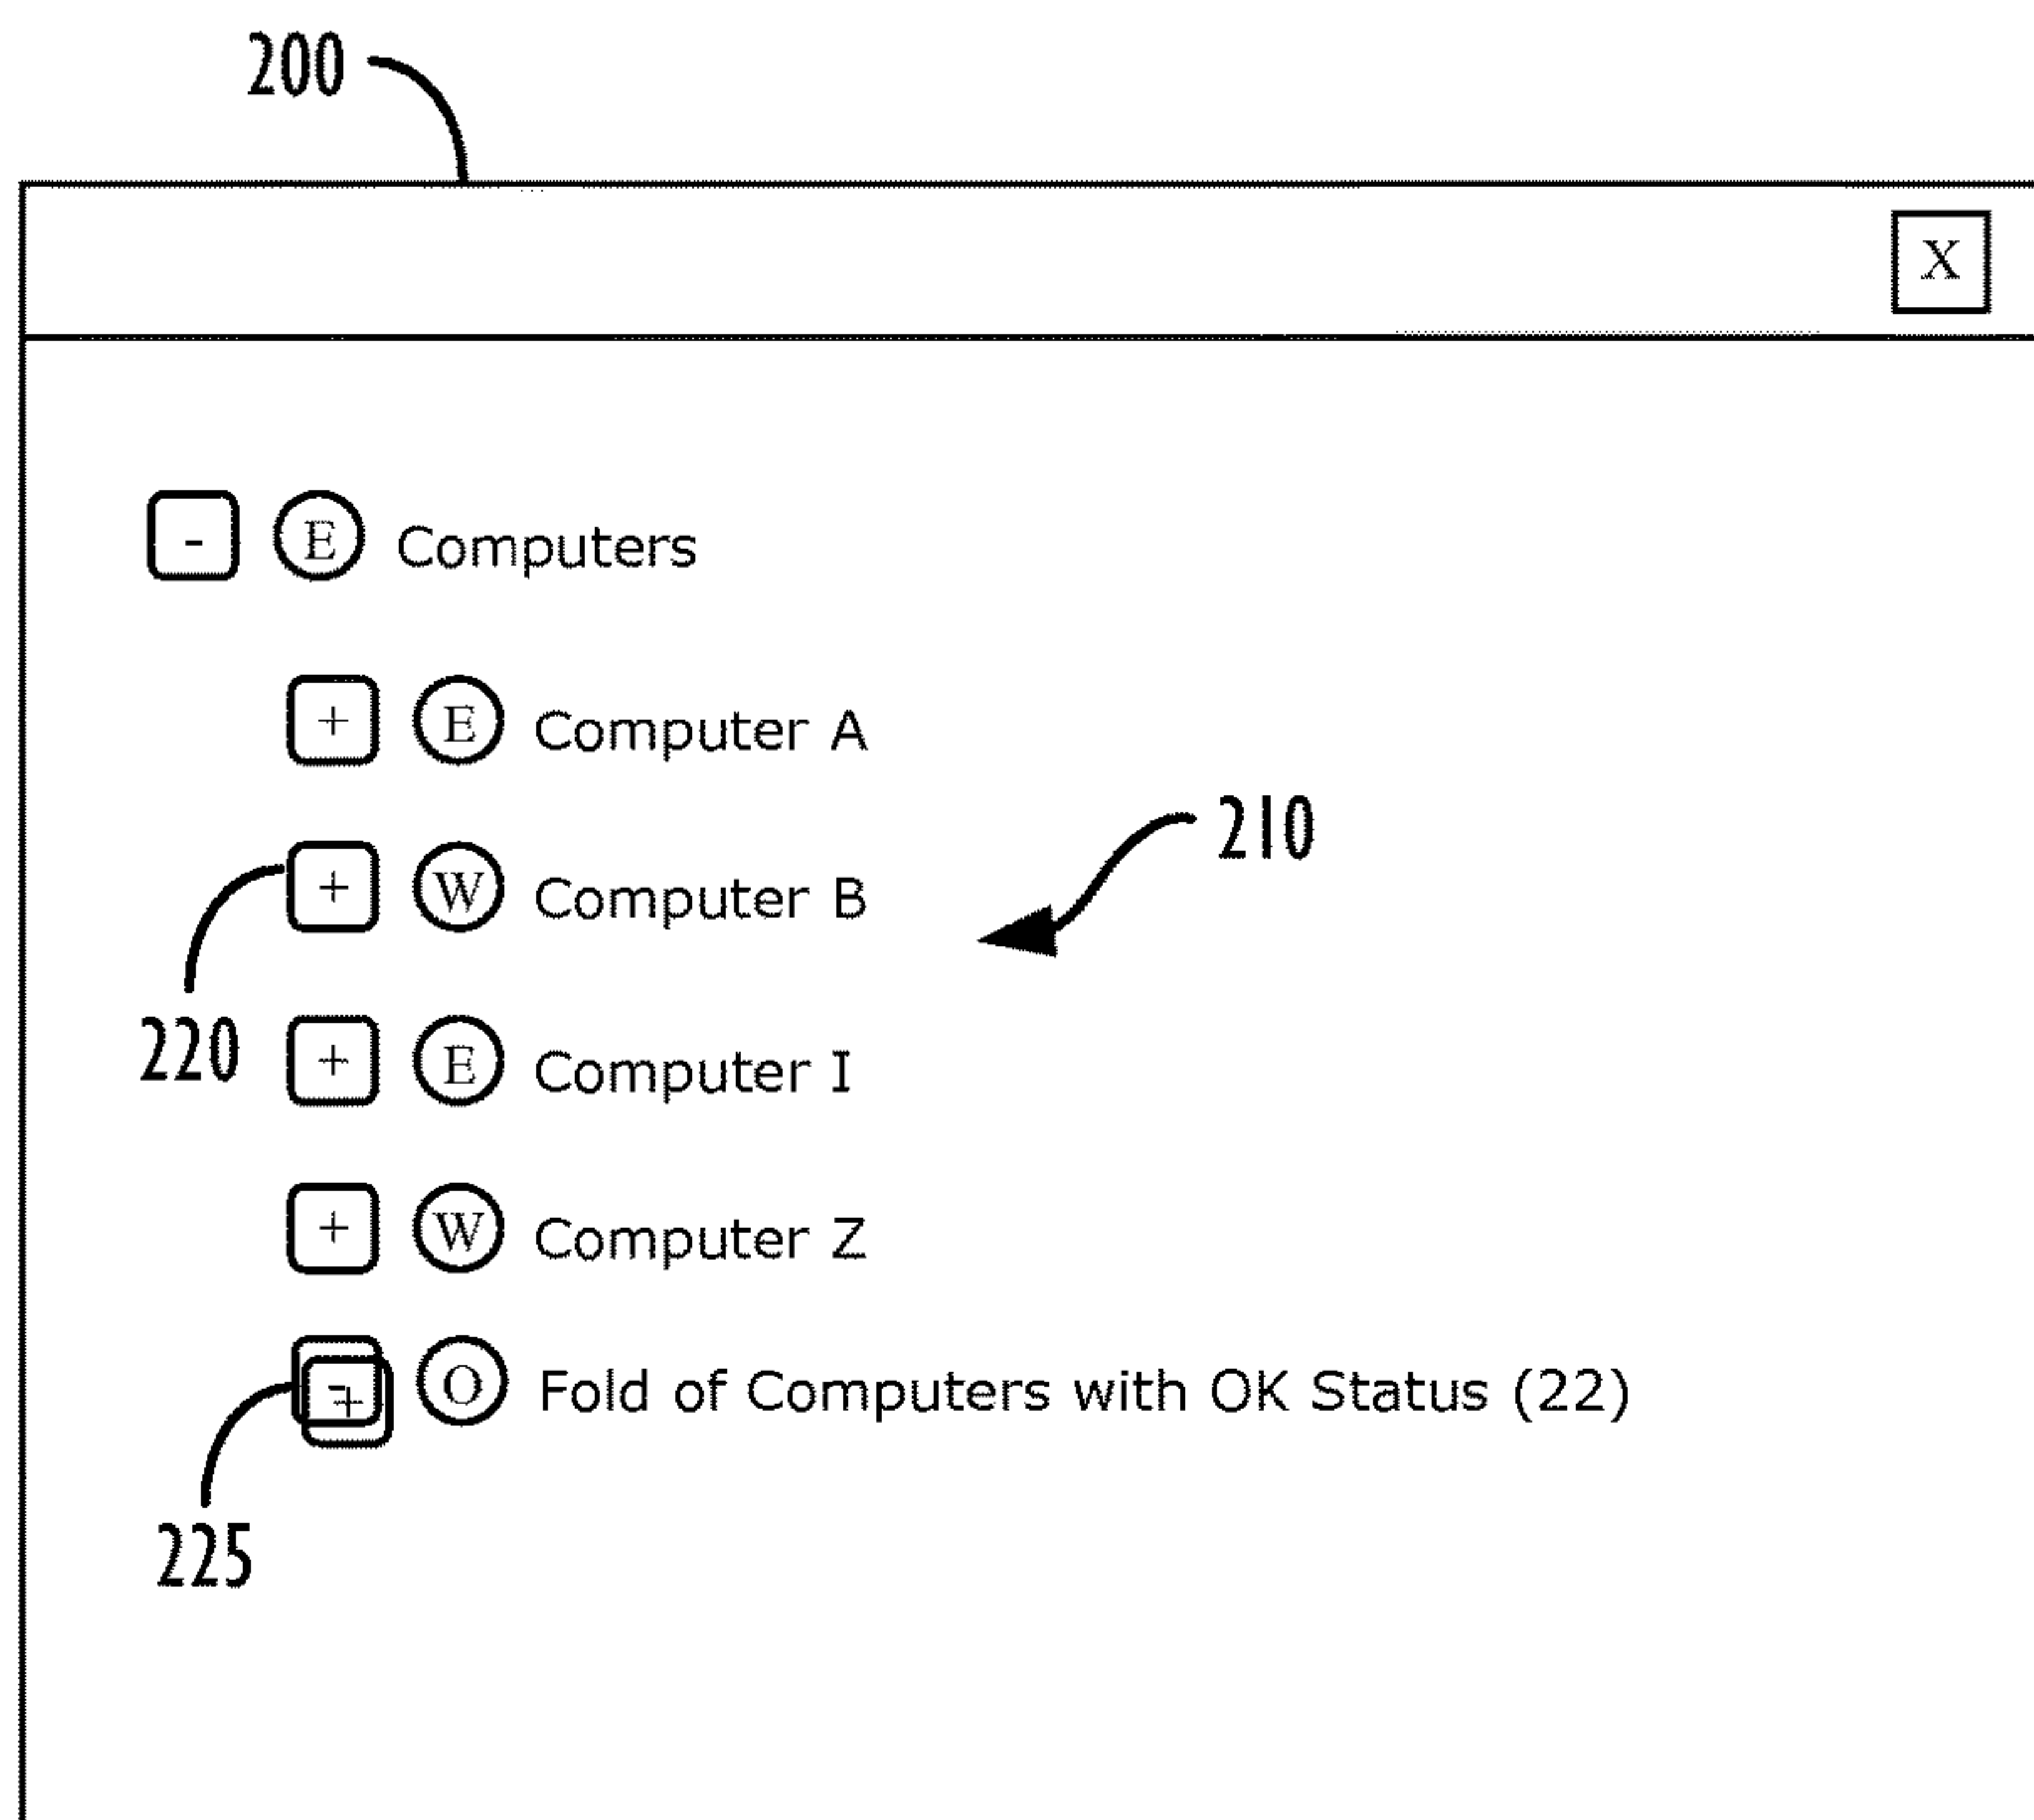 200
X
- E Computers
+ E Computer A
210
+ W Computer B
220
+ E Computer I
+ W Computer Z
- + O Fold of Computers with OK Status (22)
225